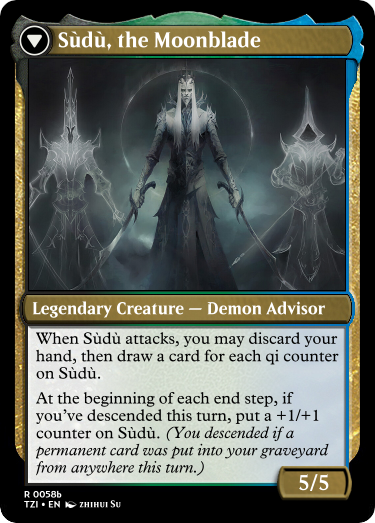 Sùdù, the Moonblade
Legendary Creature — Demon Advisor
When Sùdù attacks, you may discard your
hand, then draw a card for each qi counter
on Sùdù.
At the beginning of each end step, if
you've descended this turn, put a +1/+1
counter on Sùdù. (You descended if a
permanent card was put into your graveyard
from anywhere this turn.)
5/5
R 0058b
TZI • EN zhihui Su